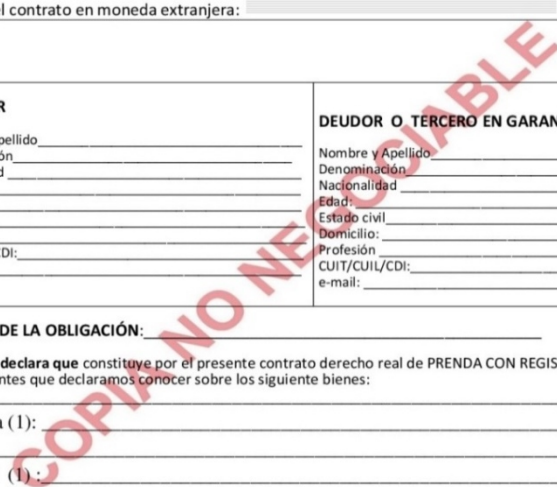 l contrato en moneda extranjera:
R
DEUDOR O TERCERO EN GARAN
pellido
Nombre y Apellido
ón
Denominación
d
Nacionalidad
Edad:
Estado civil
Domicilio:
CDI:
Profesión
CUIT/CUIL/CDI:
e-mail:
DE LA OBLIGACIÓN:
declara que constituye por el presente contrato derecho real de PRENDA CON REGIS
ntes que declaramos conocer sobre los siguiente bienes:
a (1):
(1) :
COPIA NO NEGOCIABLE